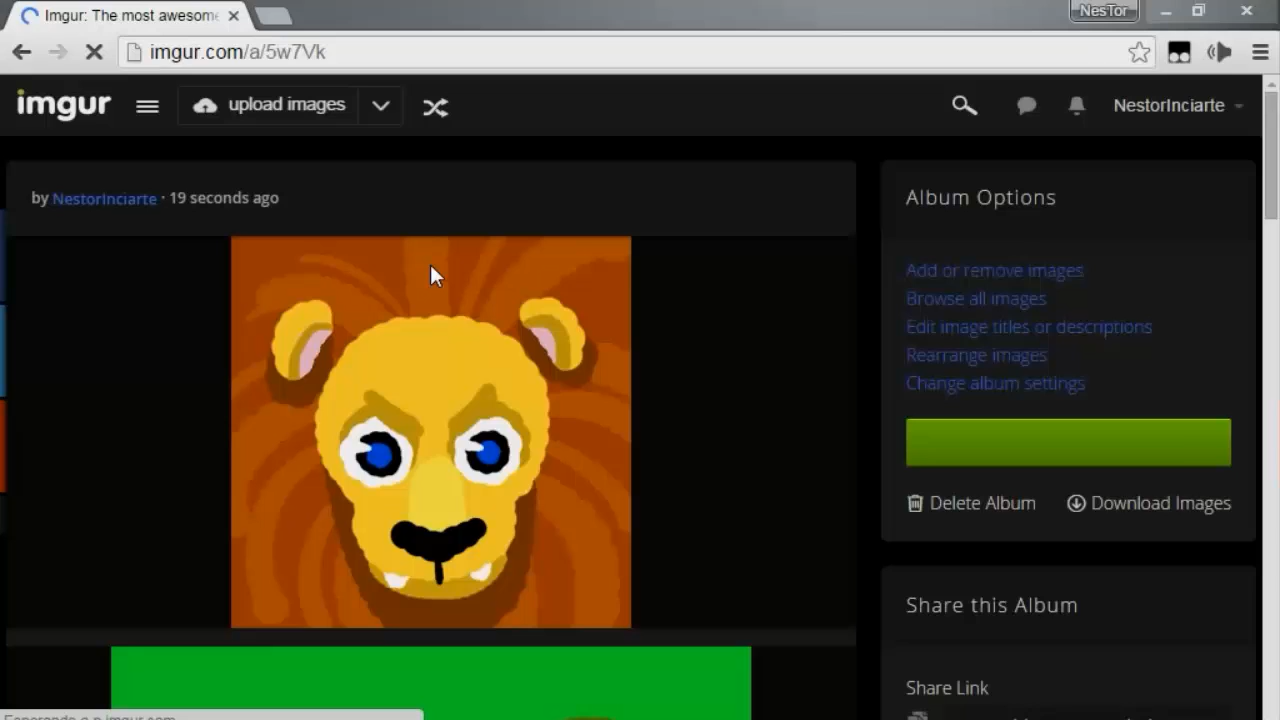 Imgur: The most awesom
NesTor
imgur.com/a/5w7Vk
imgur
upload images
NestorInciarte
by NestorInciarte · 19 seconds ago
Album Options
Add or remove images
Browse all images
Edit image titles or descriptions
Rearrange images
Change album settings
Delete Album
Download Images
Share this Album
Share Link